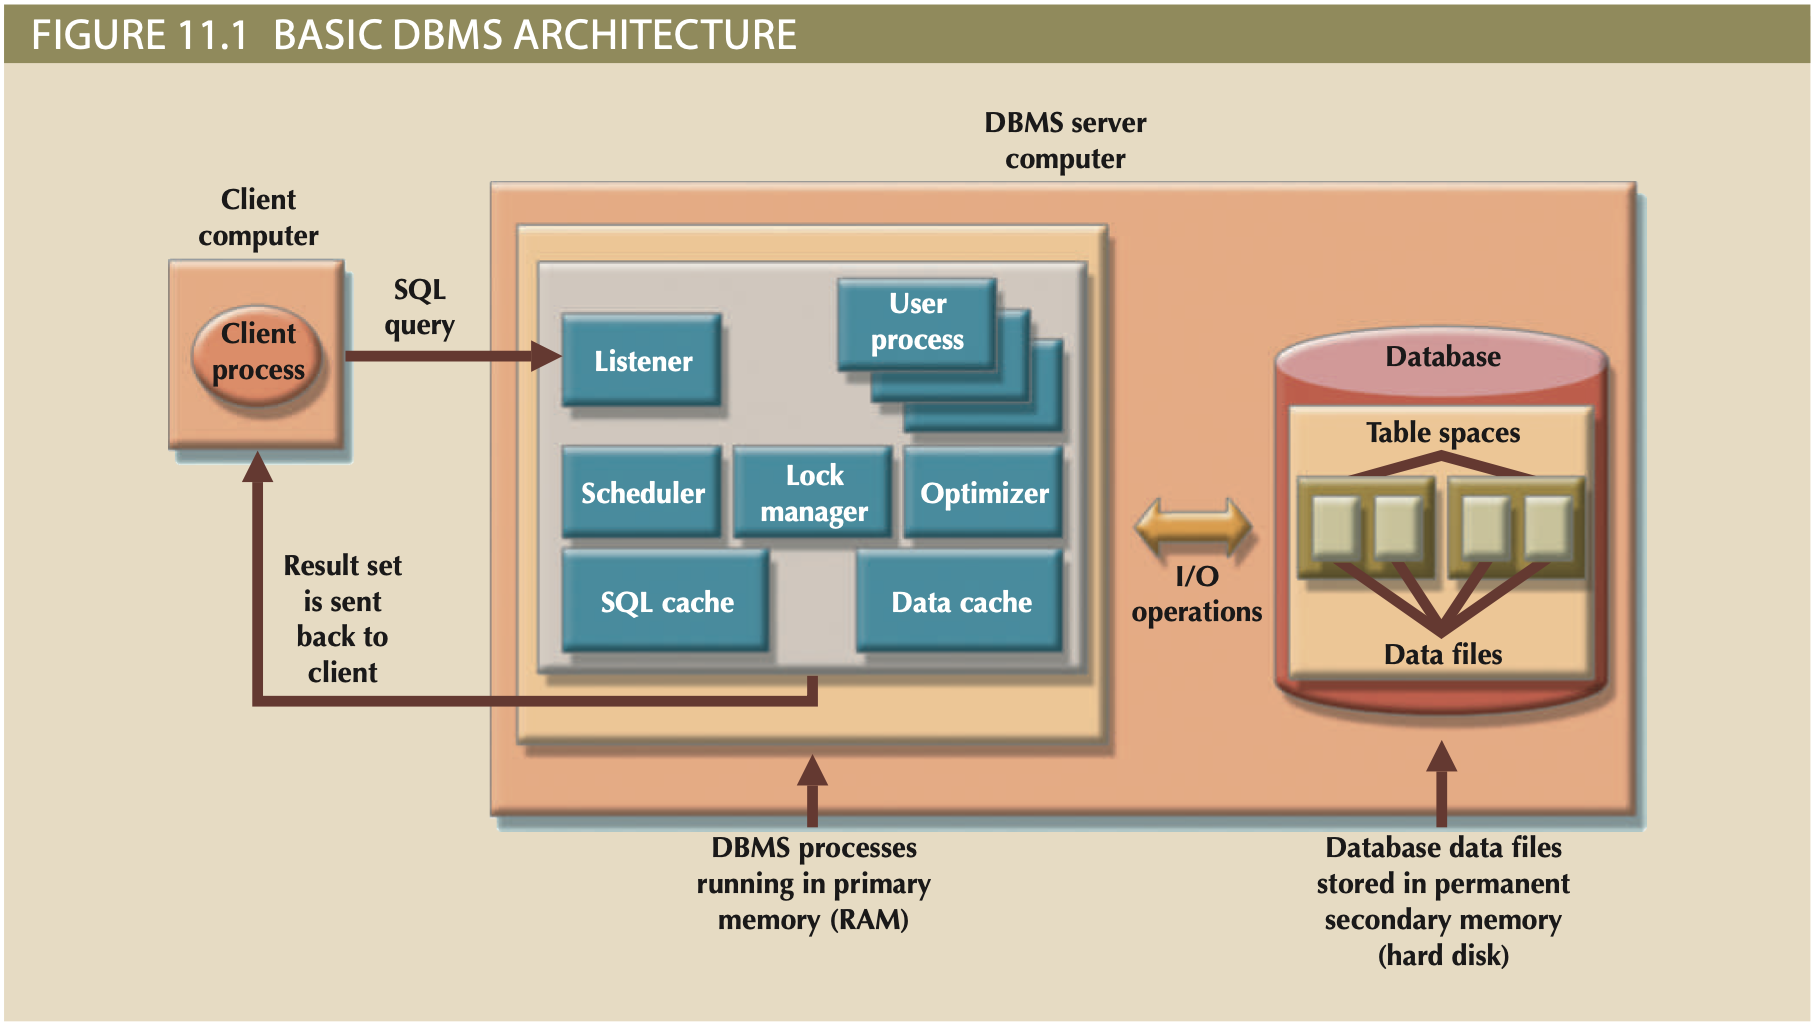 FIGURE 11.1 BASIC DBMS ARCHITECTURE
DBMS server
computer
Client
computer
Client
process
SQL
query
Listener
User
process
Scheduler
Lock
manager
Optimizer
SQL cache
Data cache
Result set
is sent
back to
client
I/O
operations
Database
Table spaces
Data files
DBMS processes
running in primary
memory (RAM)
Database data files
stored in permanent
secondary memory
(hard disk)